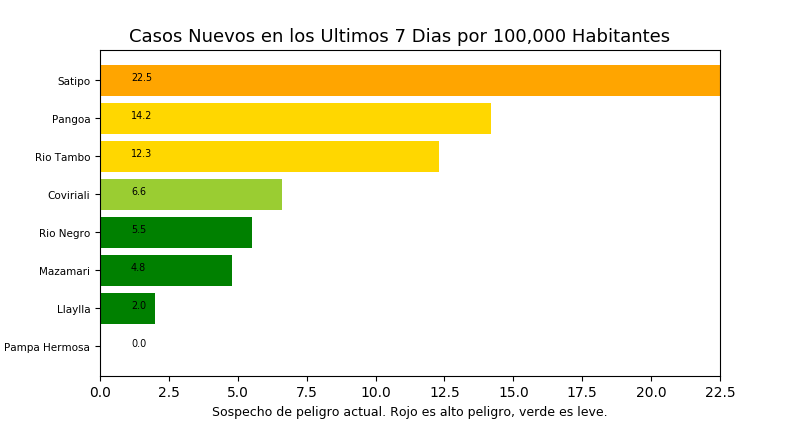 Casos Nuevos en los Ultimos 7 Dias por 100,000 Habitantes
Satipo 22.5
Pangoa 14.2
Rio Tambo 12.3
Coviriali 6.6
Rio Negro 5.5
Mazamari 4.8
Llaylla 2.0
Pampa Hermosa 0.0
0.0 2.5 5.0 7.5 10.0 12.5 15.0 17.5 20.0 22.5
Sospecho de peligro actual. Rojo es alto peligro, verde es leve.